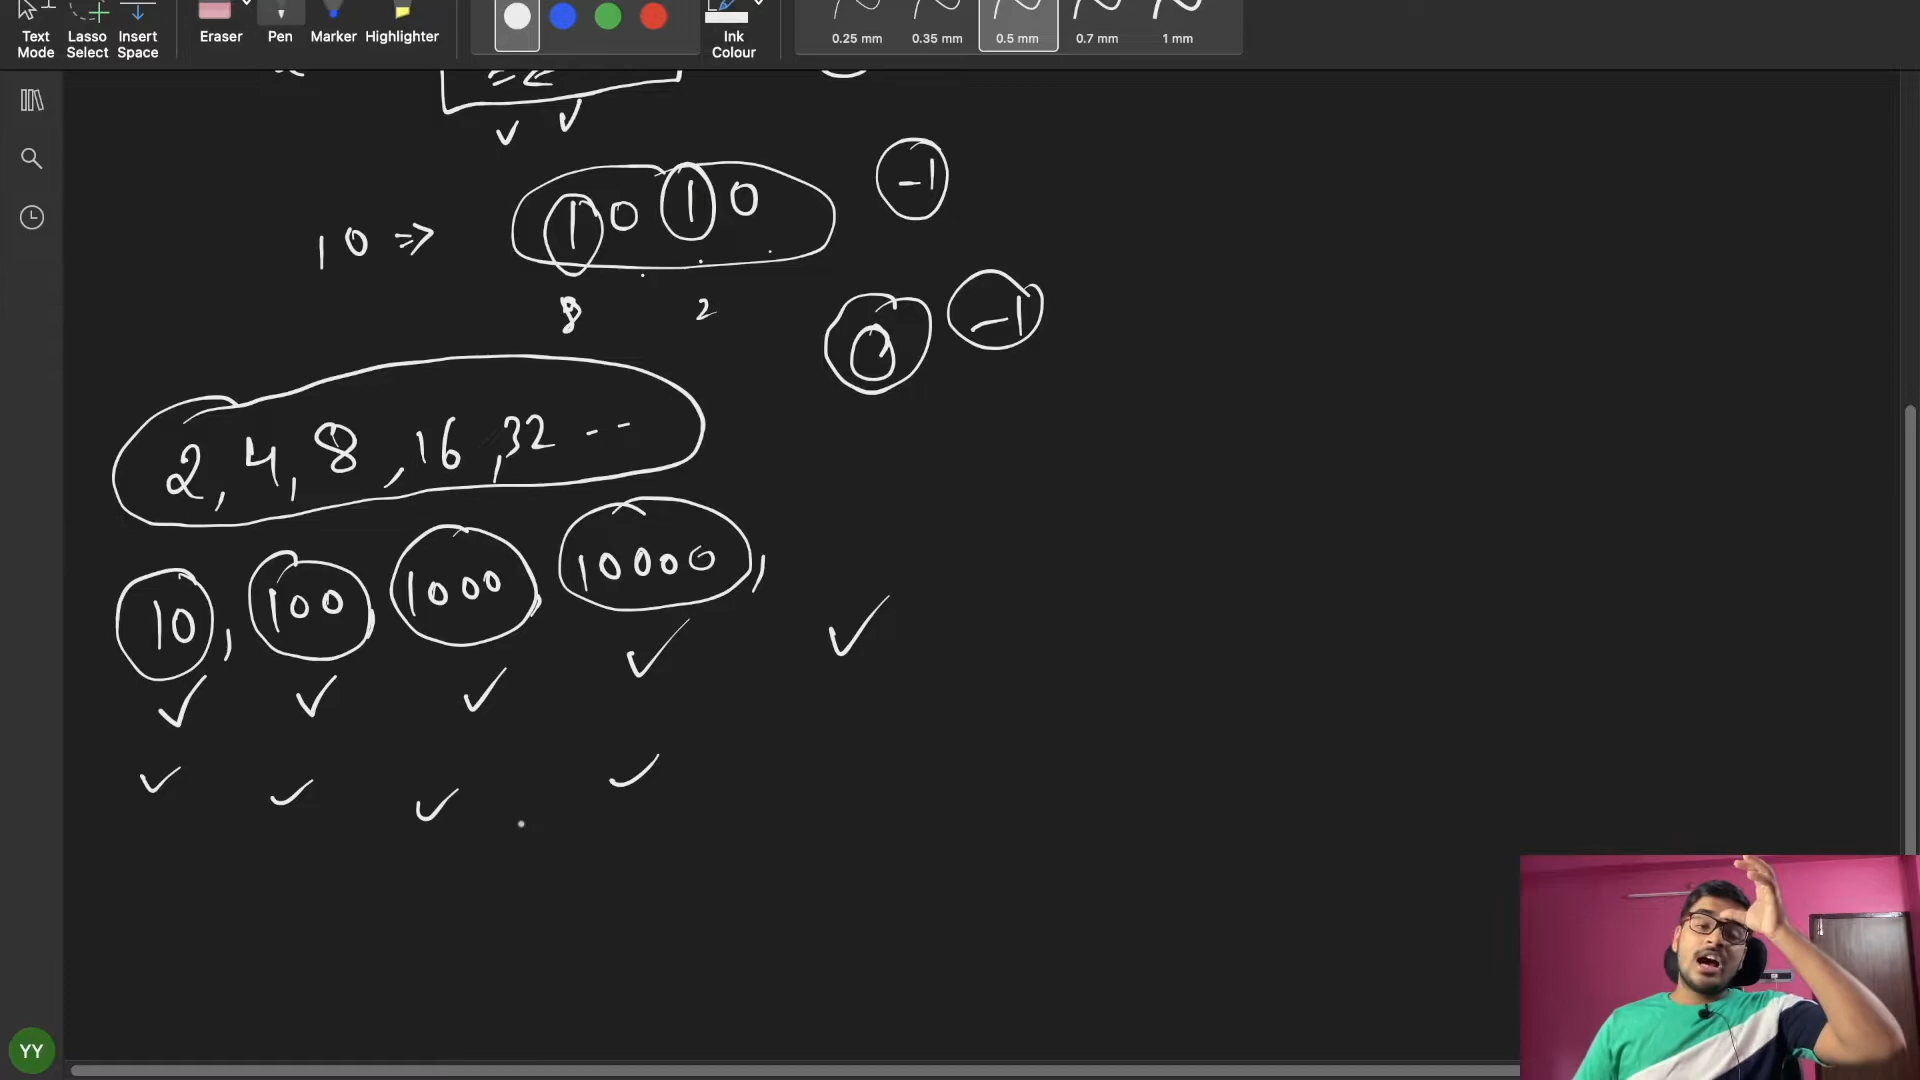 Text Mode
Lasso Select
Insert Space
Eraser
Pen
Marker
Highlighter
Ink Colour
0.25 mm
0.35 mm
0.5 mm
0.7 mm
1 mm
10 ⇒ 1010 -1
8 2
0 -1
2, 4, 8, 16, 32 --
10, 100 1000 10000,
YY